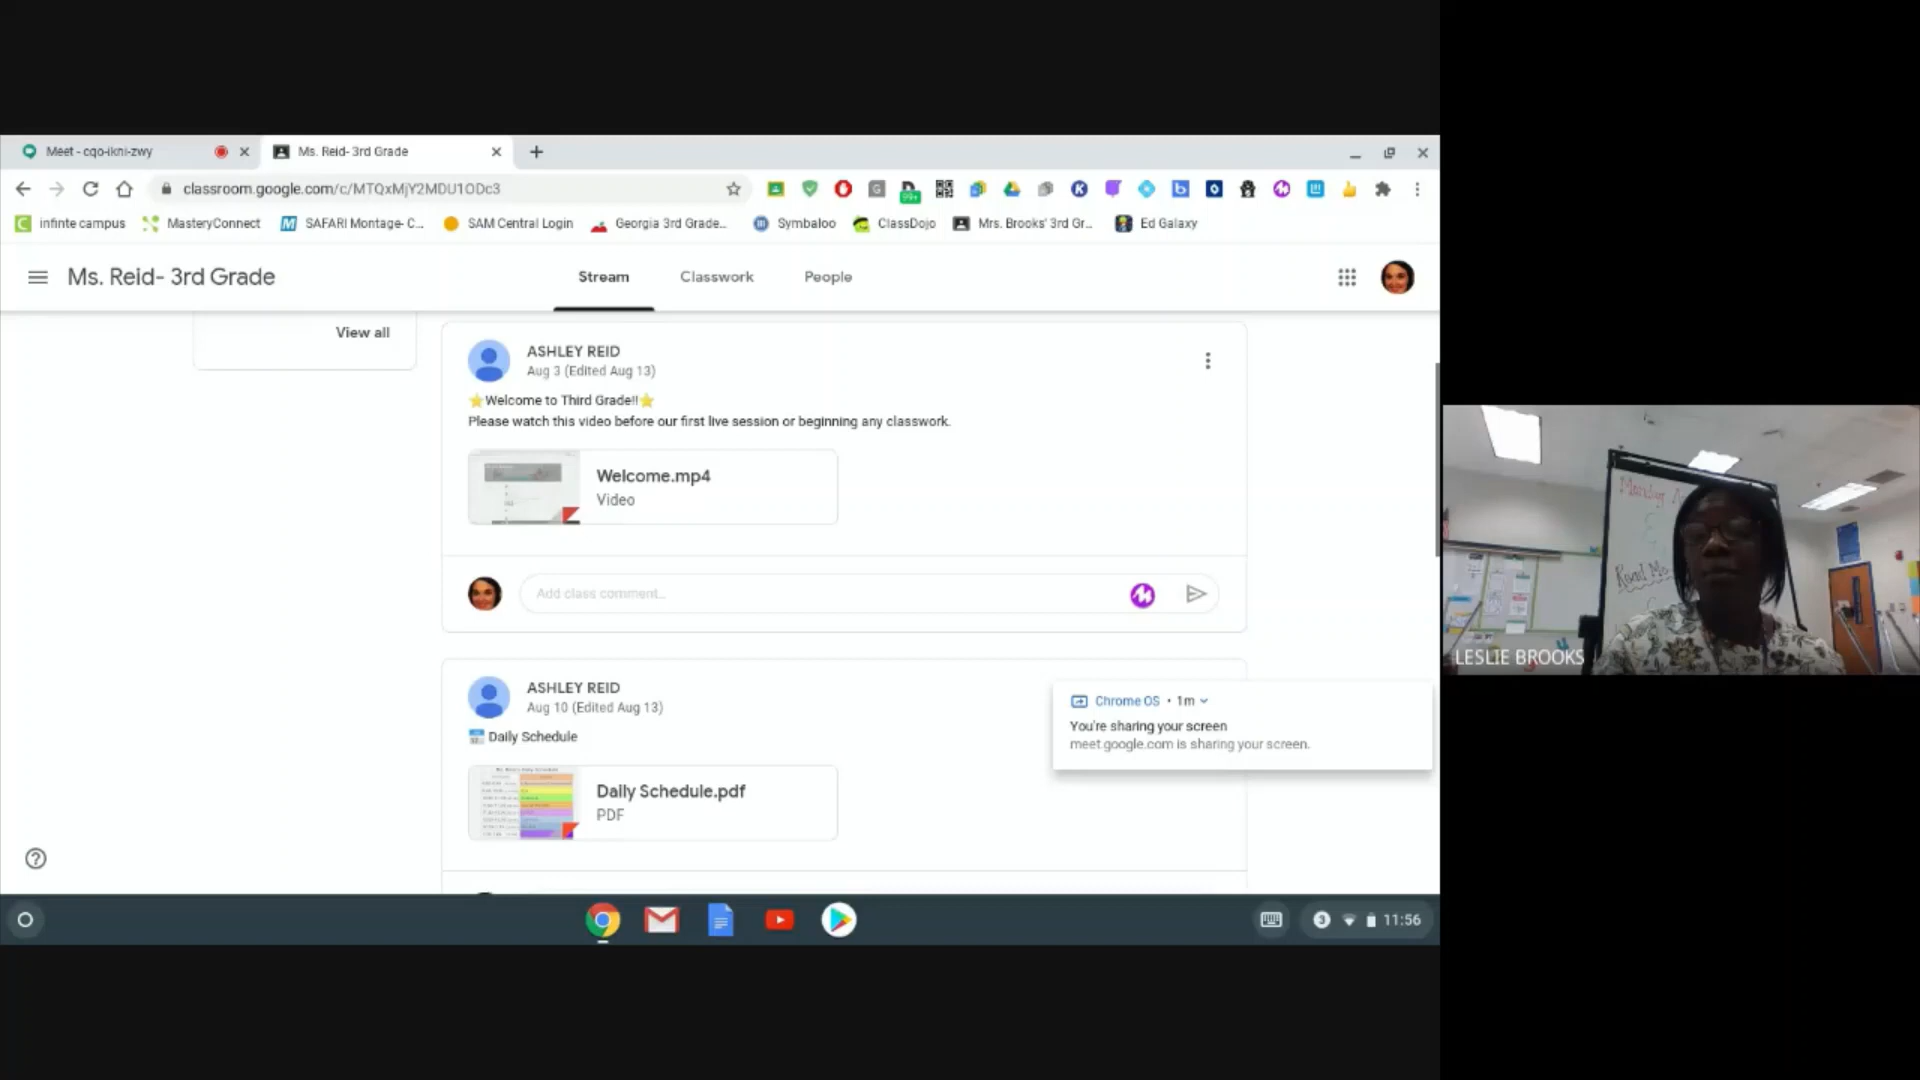 Meet - cqo-ikni-zwy
Ms. Reid- 3rd Grade
classroom.google.com/c/MTQxMjY2MDU1ODc3
99+
infinte campus
MasteryConnect
SAFARI Montage- C...
SAM Central Login
Georgia 3rd Grade...
Symbaloo
ClassDojo
Mrs. Brooks' 3rd Gr...
Ed Galaxy
Ms. Reid- 3rd Grade
Stream
Classwork
People
View all
ASHLEY REID
Aug 3 (Edited Aug 13)
⭐Welcome to Third Grade!!⭐
Please watch this video before our first live session or beginning any classwork.
Welcome.mp4
Video
Add class comment...
ASHLEY REID
Aug 10 (Edited Aug 13)
Daily Schedule
Daily Schedule.pdf
PDF
Chrome OS • 1m
You're sharing your screen
meet.google.com is sharing your screen.
3
11:56
Read
LESLIE BROOKS